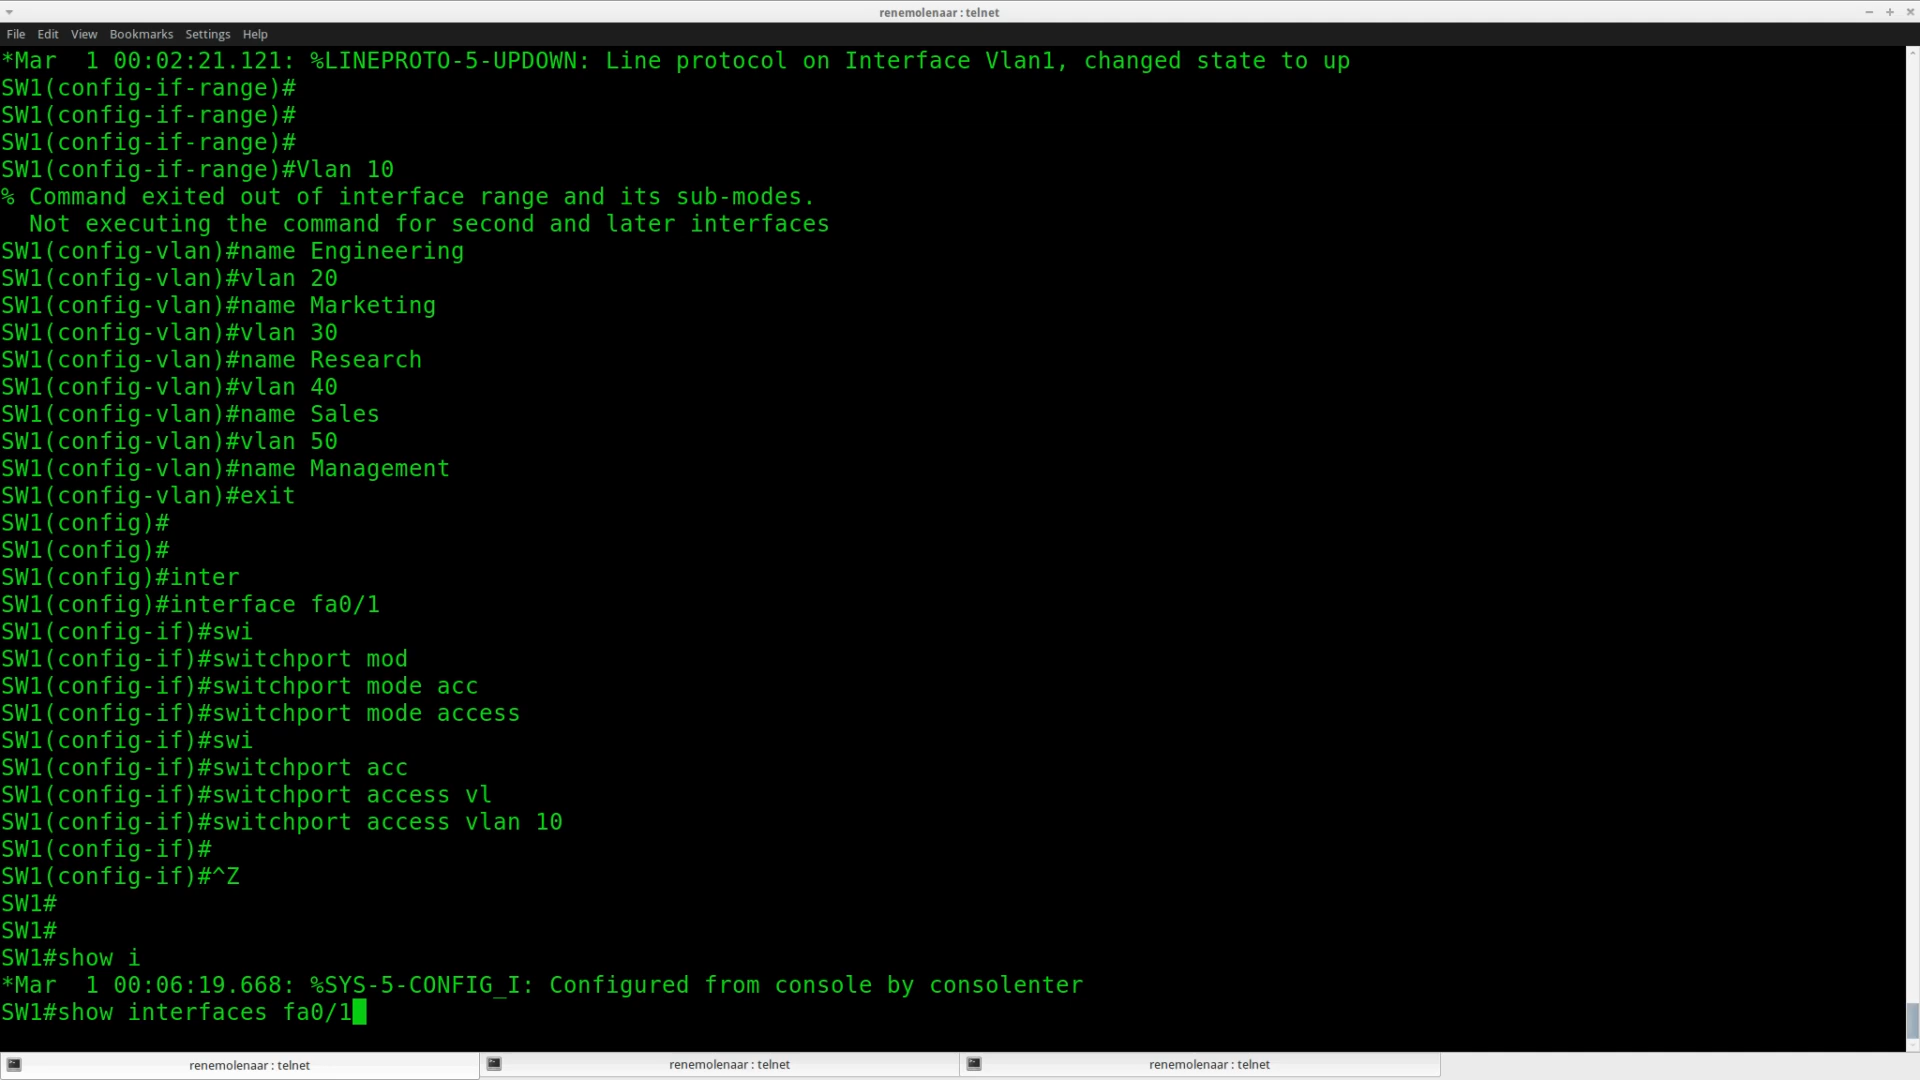 renemolenaar : telnet
File Edit View Bookmarks Settings Help
*Mar  1 00:02:21.121: %LINEPROTO-5-UPDOWN: Line protocol on Interface Vlan1, changed state to up
SW1(config-if-range)#
SW1(config-if-range)#
SW1(config-if-range)#
SW1(config-if-range)#Vlan 10
% Command exited out of interface range and its sub-modes.
  Not executing the command for second and later interfaces
SW1(config-vlan)#name Engineering
SW1(config-vlan)#vlan 20
SW1(config-vlan)#name Marketing
SW1(config-vlan)#vlan 30
SW1(config-vlan)#name Research
SW1(config-vlan)#vlan 40
SW1(config-vlan)#name Sales
SW1(config-vlan)#vlan 50
SW1(config-vlan)#name Management
SW1(config-vlan)#exit
SW1(config)#
SW1(config)#
SW1(config)#inter
SW1(config)#interface fa0/1
SW1(config-if)#swi
SW1(config-if)#switchport mod
SW1(config-if)#switchport mode acc
SW1(config-if)#switchport mode access
SW1(config-if)#swi
SW1(config-if)#switchport acc
SW1(config-if)#switchport access vl
SW1(config-if)#switchport access vlan 10
SW1(config-if)#
SW1(config-if)#^Z
SW1#
SW1#
SW1#show i
*Mar  1 00:06:19.668: %SYS-5-CONFIG_I: Configured from console by consolenter
SW1#show interfaces fa0/1
renemolenaar : telnet renemolenaar : telnet renemolenaar : telnet